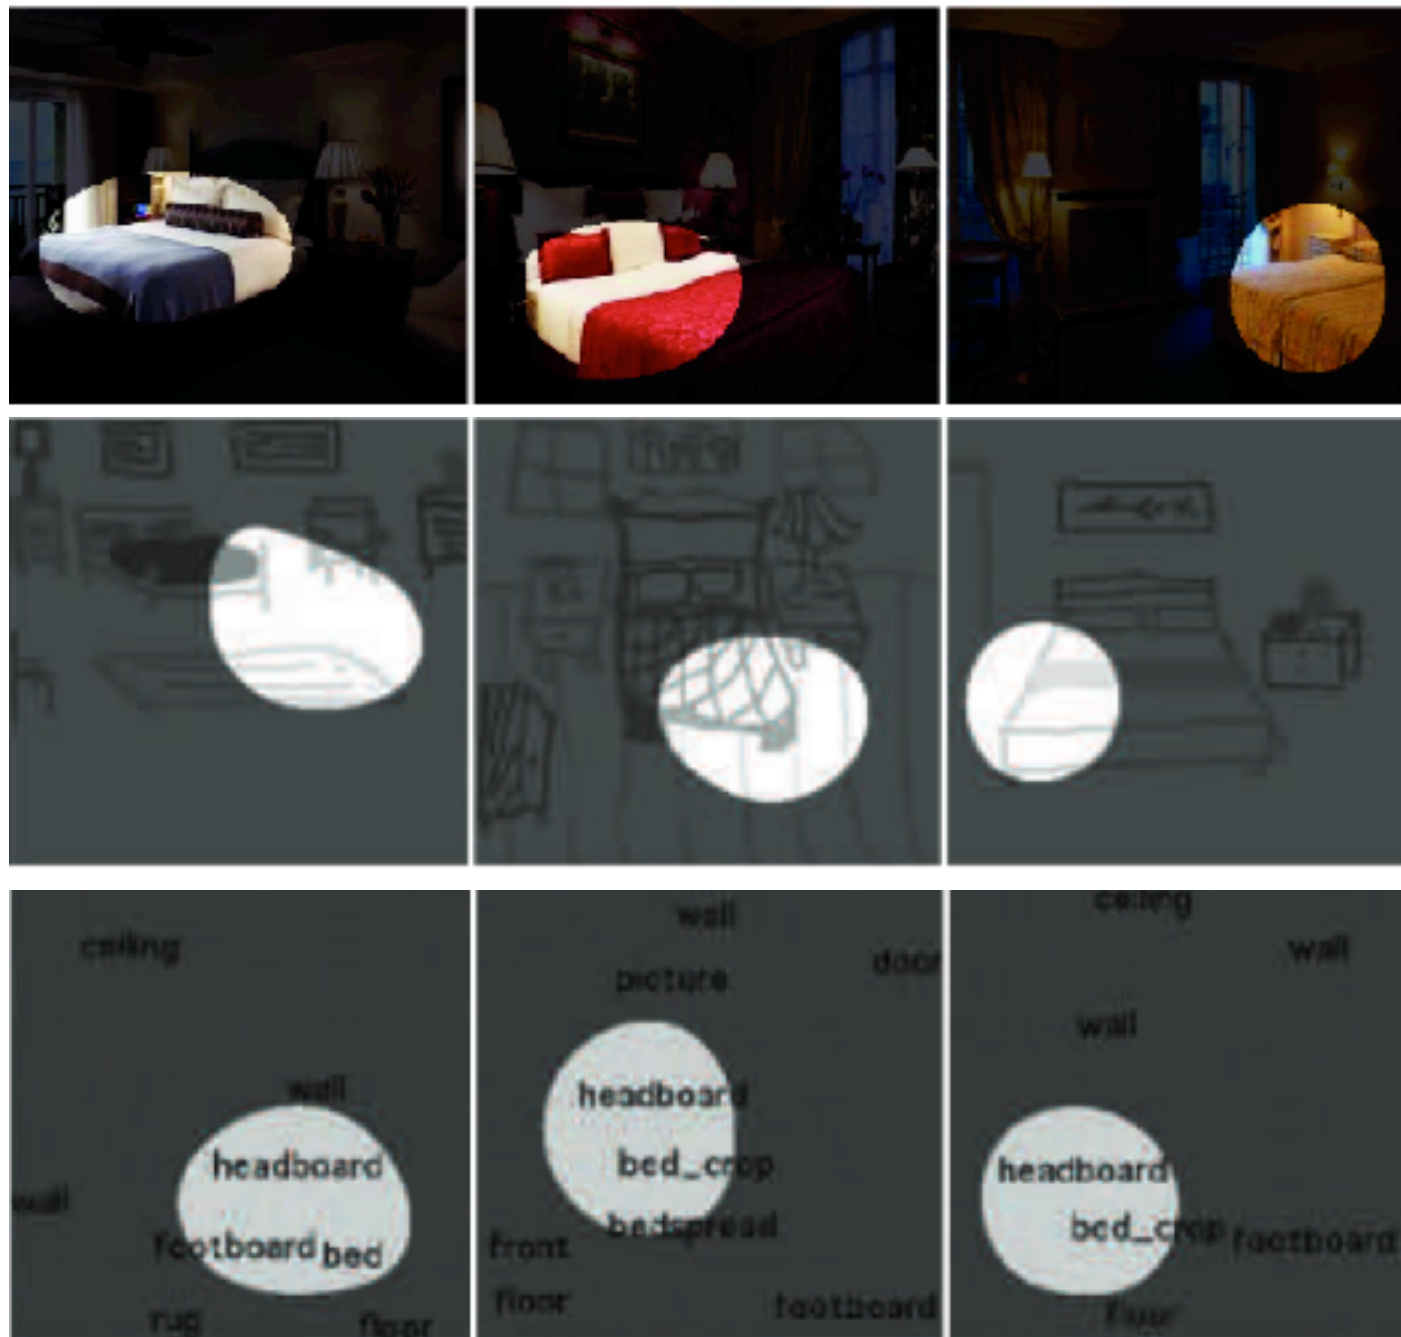 ceiling
wall
headboard
wall
footboard bed
rug
floor
wall
picture
door
headboard
bed_crop
bedspread
front
floor
footboard
ceiling
wall
wall
headboard
bed_crop
footboard
floor